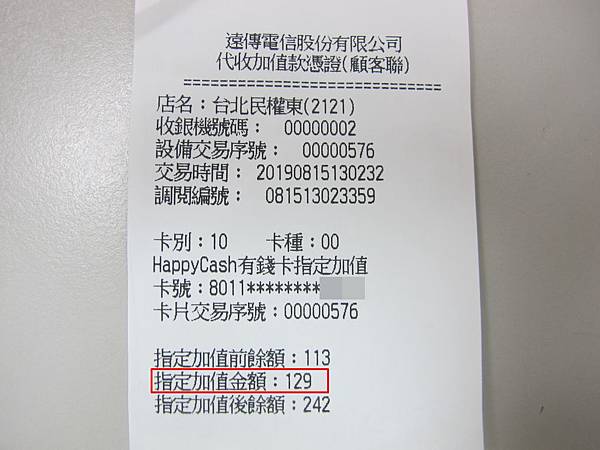 遠傳電信股份有限公司
代收加值款憑證(顧客聯)
==============================
店名：台北民權東(2121)
收銀機號碼： 00000002
設備交易序號： 00000576
交易時間： 20190815130232
調閱編號： 081513023359
卡別：10 卡種：00
HappyCash有錢卡指定加值
卡號：8011********
卡片交易序號：00000576
指定加值前餘額：113
指定加值金額：129
指定加值後餘額：242